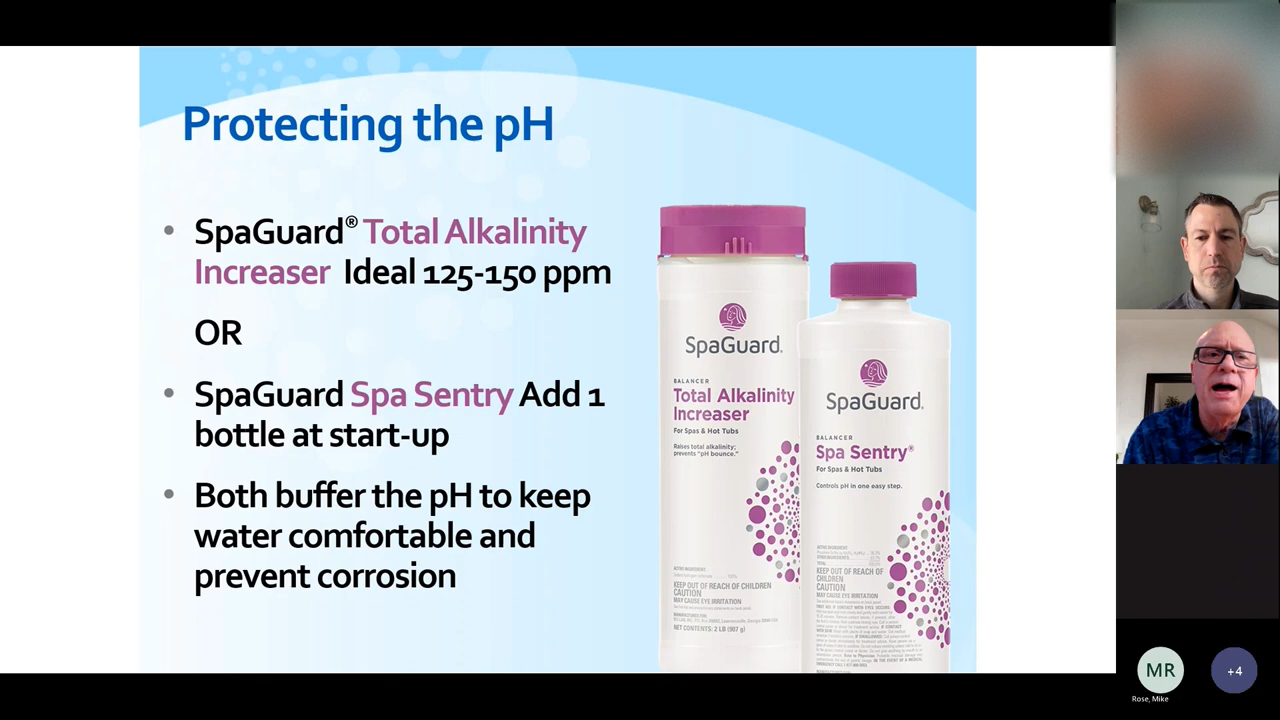 Protecting the pH
• SpaGuard® Total Alkalinity
Increaser Ideal 125-150 ppm
OR
• SpaGuard Spa Sentry Add 1
bottle at start-up
• Both buffer the pH to keep
water comfortable and
prevent corrosion
SpaGuard.
BALANCER
Total Alkalinity
Increaser
For Spas & Hot Tubs
Raises total alkalinity;
prevents "pH bounce."
ACTIVE INGREDIENT:
KEEP OUT OF REACH OF CHILDREN
CAUTION
MAY CAUSE EYE IRRITATION
NET CONTENTS: 2 LB (907 g)
SpaGuard.
BALANCER
Spa Sentry®
For Spas & Hot Tubs
Controls pH in one easy step.
KEEP OUT OF REACH OF
CHILDREN
CAUTION
MAY CAUSE EYE IRRITATION
MR
Rose, Mike
+4